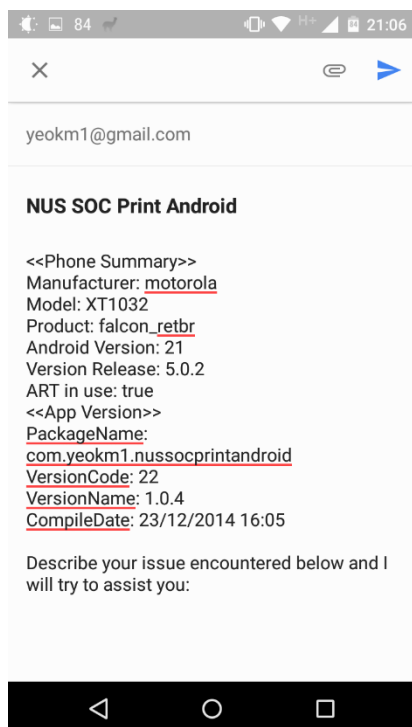 84 H+ 21:06
yeokm1@gmail.com
NUS SOC Print Android
<<Phone Summary>>
Manufacturer: motorola
Model: XT1032
Product: falcon_retbr
Android Version: 21
Version Release: 5.0.2
ART in use: true
<<App Version>>
PackageName:
com.yeokm1.nussocprintandroid
VersionCode: 22
VersionName: 1.0.4
CompileDate: 23/12/2014 16:05
Describe your issue encountered below and I
will try to assist you: